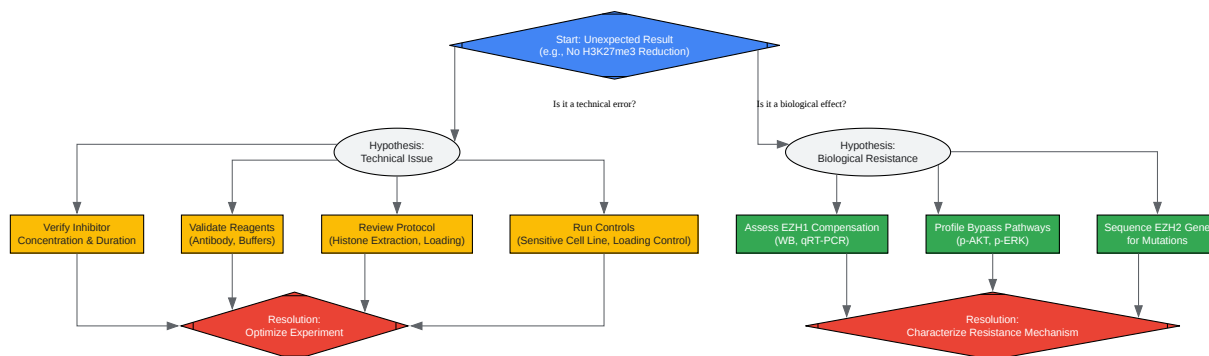 Start: Unexpected Result
(e.g., No H3K27me3 Reduction)
Is it a technical error?
Is it a biological effect?
Hypothesis:
Technical Issue
Hypothesis:
Biological Resistance
Verify Inhibitor
Concentration & Duration
Validate Reagents
(Antibody, Buffers)
Review Protocol
(Histone Extraction, Loading)
Run Controls
(Sensitive Cell Line, Loading Control)
Assess EZH1 Compensation
(WB, qRT-PCR)
Profile Bypass Pathways
(p-AKT, p-ERK)
Sequence EZH2 Gene
for Mutations
Resolution:
Optimize Experiment
Resolution:
Characterize Resistance Mechanism